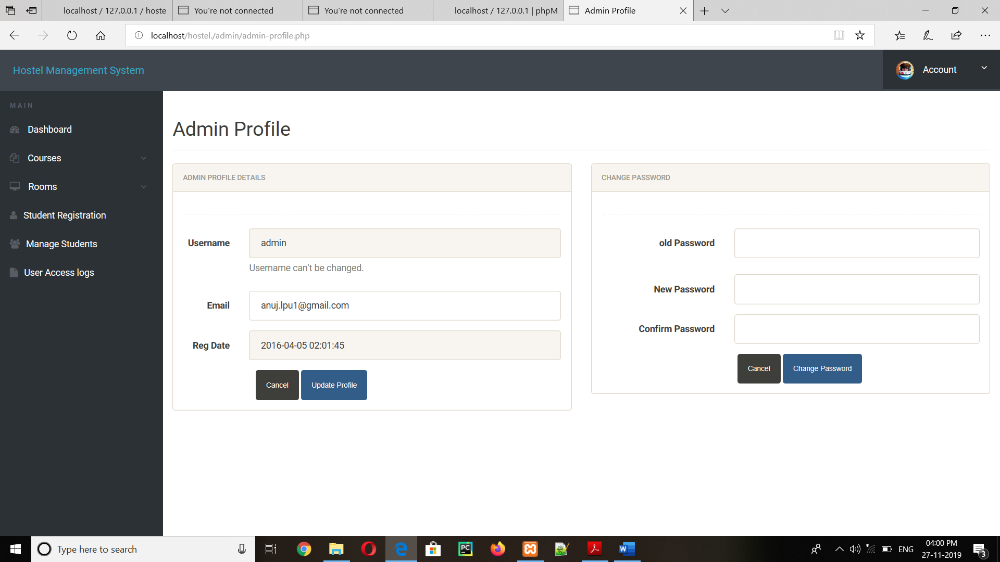 localhost / 127.0.0.1 / hoste
You're not connected
You're not connected
localhost / 127.0.0.1 | phpM
Admin Profile
localhost/hostel./admin/admin-profile.php
Hostel Management System
Account
MAIN
Dashboard
Courses
Rooms
Student Registration
Manage Students
User Access logs
Admin Profile
ADMIN PROFILE DETAILS
Username
admin
Username can't be changed.
Email
anuj.lpu1@gmail.com
Reg Date
2016-04-05 02:01:45
Cancel
Update Profile
CHANGE PASSWORD
old Password
New Password
Confirm Password
Cancel
Change Password
Type here to search
PC
W
ENG
04:00 PM
27-11-2019
3